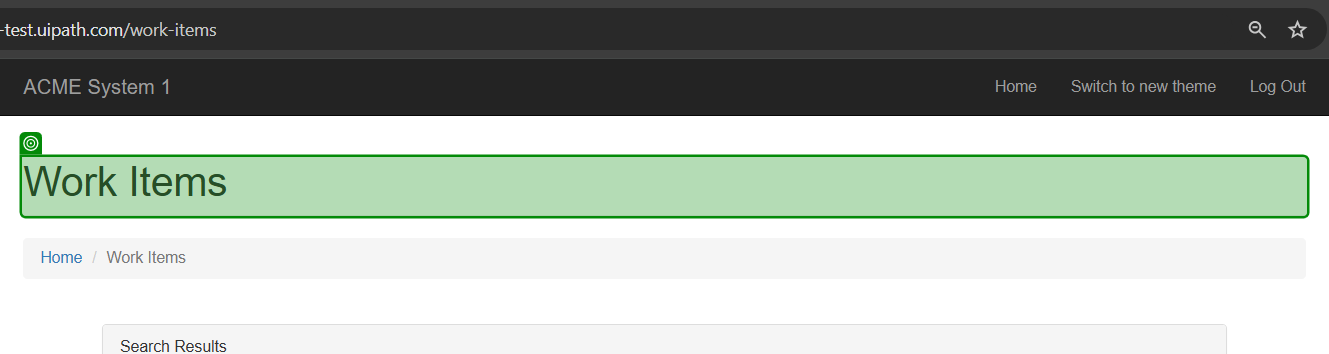 -test.uipath.com/work-items
ACME System 1 Home Switch to new theme Log Out
Work Items
Home / Work Items
Search Results